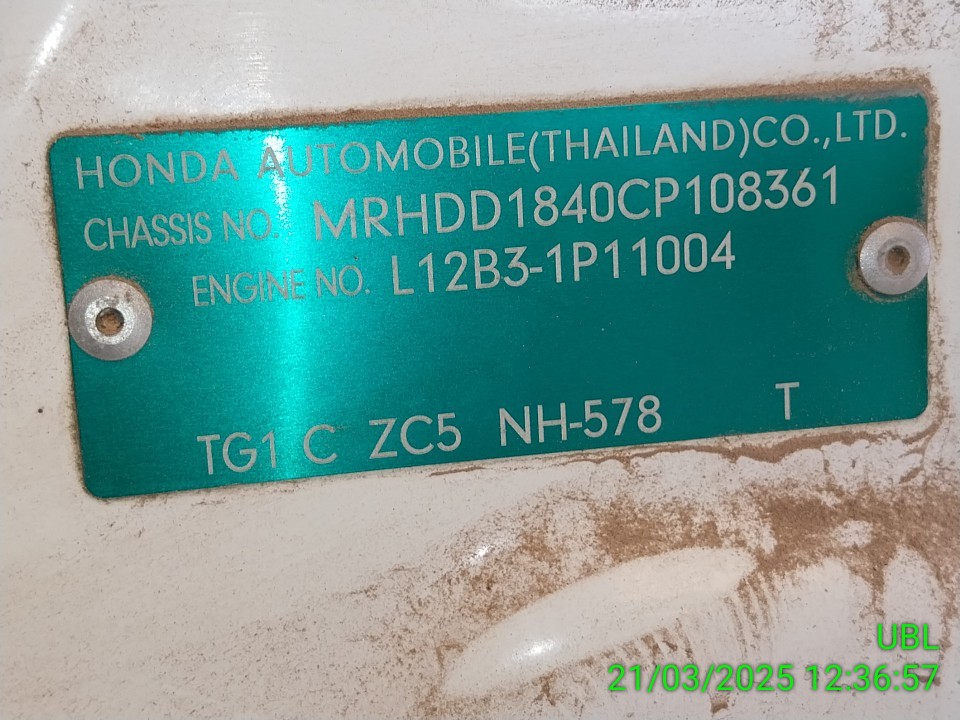 HONDA AUTOMOBILE(THAILAND)CO.,LTD.
CHASSIS NO. MRHDD1840CP108361
ENGINE NO. L12B3-1P11004
TG1 C ZC5 NH-578 T
UBL
21/03/2025 12:36:57